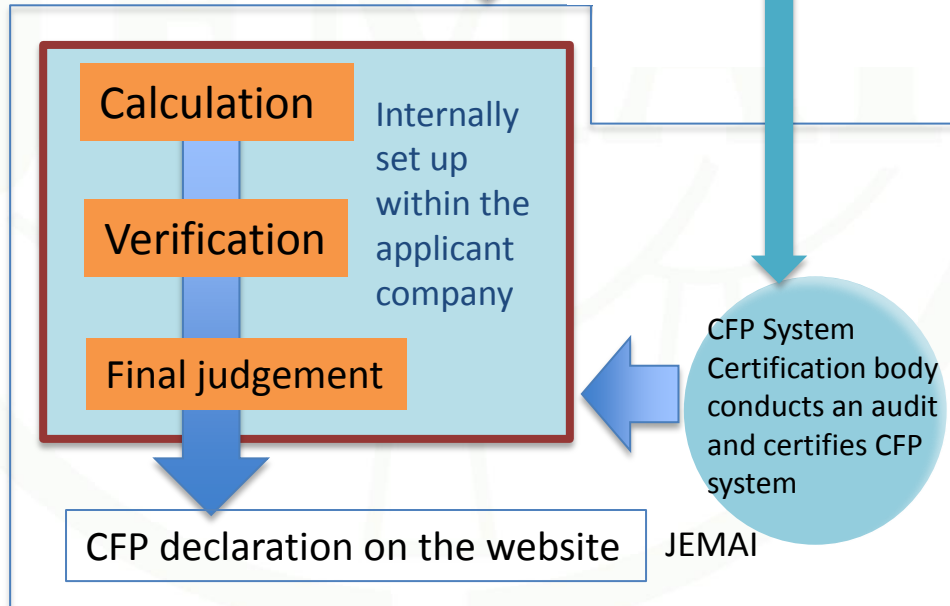 Calculation
Internally
set up
within the
applicant
company
Verification
Final judgement
CFP System
Certification body
conducts an audit
and certifies CFP
system
CFP declaration on the website
JEMAI